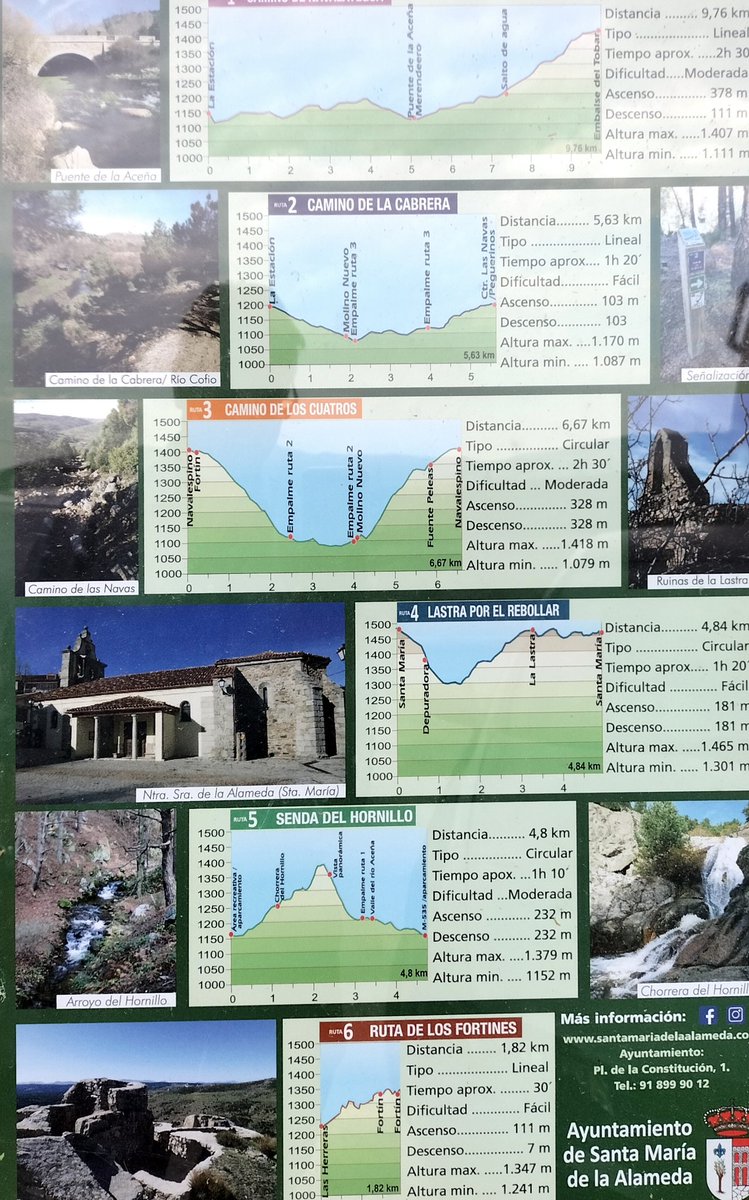 1 CAMINO DE NAVALAESCA
Distancia ......... 9,76 km
Tipo .................. Lineal
Tiempo aprox. ....2h 30
Dificultad.....Moderada
Ascenso ........... 378 m
Descenso ......... 111 m
Altura max. .... 1.407 m
Altura min. ..... 1.111 m
1500
1450
1400
1350
1300
1250
1200
1150
1100
1050
1000
La Estación
Puente de la Aceña
Merendeero
Salto de agua
Embalse del Tobar
9,76 km
0 1 2 3 4 5 6 7 8 9
Puente de la Aceña
RUTA 2 CAMINO DE LA CABRERA
Distancia......... 5,63 km
Tipo ................... Lineal
Tiempo aprox.... 1h 20´
Dificultad............. Fácil
Ascenso ............ 103 m
Descenso........... 103
Altura max.... 1.170 m
Altura min. .... 1.087 m
1500
1450
1400
1350
1300
1250
1200
1150
1100
1050
1000
La Estación
Molino Nuevo
Empalme ruta 3
Empalme ruta 3
Ctr. Las Navas
/Peguerinos
5,63 km
0 1 2 3 4 5
Camino de la Cabrera/ Río Cofio
Señalización
RUTA 3 CAMINO DE LOS CUATROS
Distancia.......... 6,67 km
Tipo ................ Circular
Tiempo aprox. .. 2h 30´
Dificultad ... Moderada
Ascenso........... 328 m
Descenso......... 328 m
Altura max. .....1.418 m
Altura min. ..... 1.079 m
1500
1450
1400
1350
1300
1250
1200
1150
1100
1050
1000
Navalespino
Fortín
Empalme ruta 2
Empalme ruta 2
Molino Nuevo
Fuente Peleas
Navalespino
6,67 km
0 1 2 3 4 5 6
Camino de las Navas
Ruinas de la Lastra
RUTA 4 LASTRA POR EL REBOLLAR
Distancia.......... 4,84 km
Tipo ................ Circular
Tiempo aprox.... 1h 20´
Dificultad ............ Fácil
Ascenso ............ 181 m
Descenso.......... 181 m
Altura max. ....1.465 m
Altura min. .... 1.301 m
1500
1450
1400
1350
1300
1250
1200
1150
1100
1050
1000
Santa María
Depuradora
La Lastra
Santa María
4,84 km
0 1 2 3 4
Ntra. Sra. de la Alameda (Sta. María)
RUTA 5 SENDA DEL HORNILLO
Distancia.......... 4,8 km
Tipo ............... Circular
Tiempo apox. ...1h 10´
Dificultad ...Moderada
Ascenso ........... 232 m
Descenso ......... 232 m
Altura max. .... 1.379 m
Altura min. ..... 1152 m
1500
1450
1400
1350
1300
1250
1200
1150
1100
1050
1000
Área recreativa /
aparcamiento
Chorrera
del Hornillo
Vista
panorámica
Empalme ruta 1
Valle del río Aceña
M-535 /aparcamiento
4,8 km
0 1 2 3 4
Arroyo del Hornillo
Chorrera del Hornill
RUTA 6 RUTA DE LOS FORTINES
Distancia ........ 1,82 km
Tipo ................. Lineal
Tiempo aprox. ...... 30´
Dificultad ............ Fácil
Ascenso............ 111 m
Descenso............. 7 m
Altura max. .... 1.347 m
Altura min. .... 1.241 m
1500
1450
1400
1350
1300
1250
1200
1150
1100
1050
1000
Las Herreras
Fortín
Fortín
1,82 km
Más información:
www.santamariadelaalameda.co
Ayuntamiento:
Pl. de la Constitución, 1.
Tel.: 91 899 90 12
Ayuntamiento
de Santa María
de la Alameda